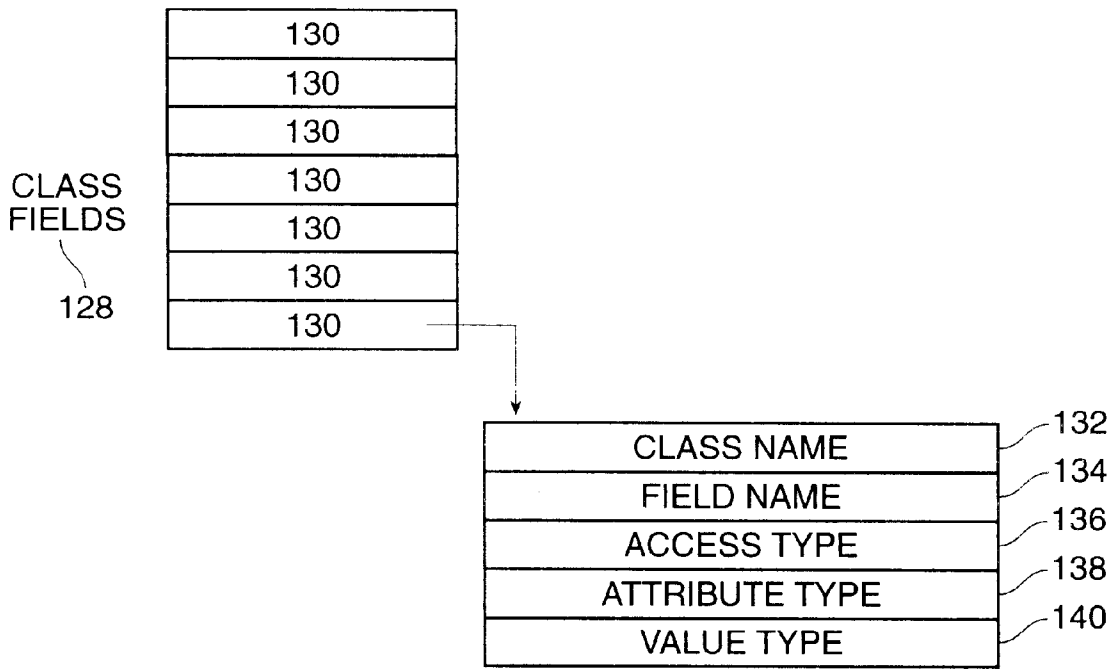 130
130
130
130
130
130
130
CLASS
FIELDS
128
CLASS NAME
132
FIELD NAME
134
ACCESS TYPE
136
ATTRIBUTE TYPE
138
VALUE TYPE
140